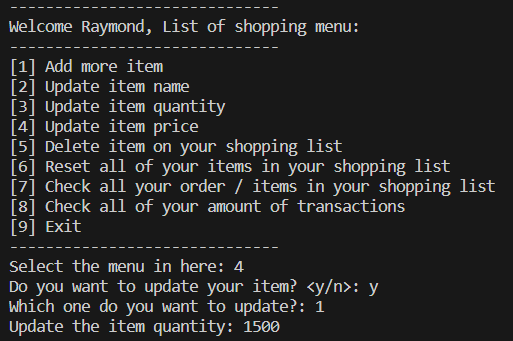 ------------------------------
Welcome Raymond, List of shopping menu:
------------------------------
[1] Add more item
[2] Update item name
[3] Update item quantity
[4] Update item price
[5] Delete item on your shopping list
[6] Reset all of your items in your shopping list
[7] Check all your order / items in your shopping list
[8] Check all of your amount of transactions
[9] Exit
------------------------------
Select the menu in here: 4
Do you want to update your item? <y/n>: y
Which one do you want to update?: 1
Update the item quantity: 1500